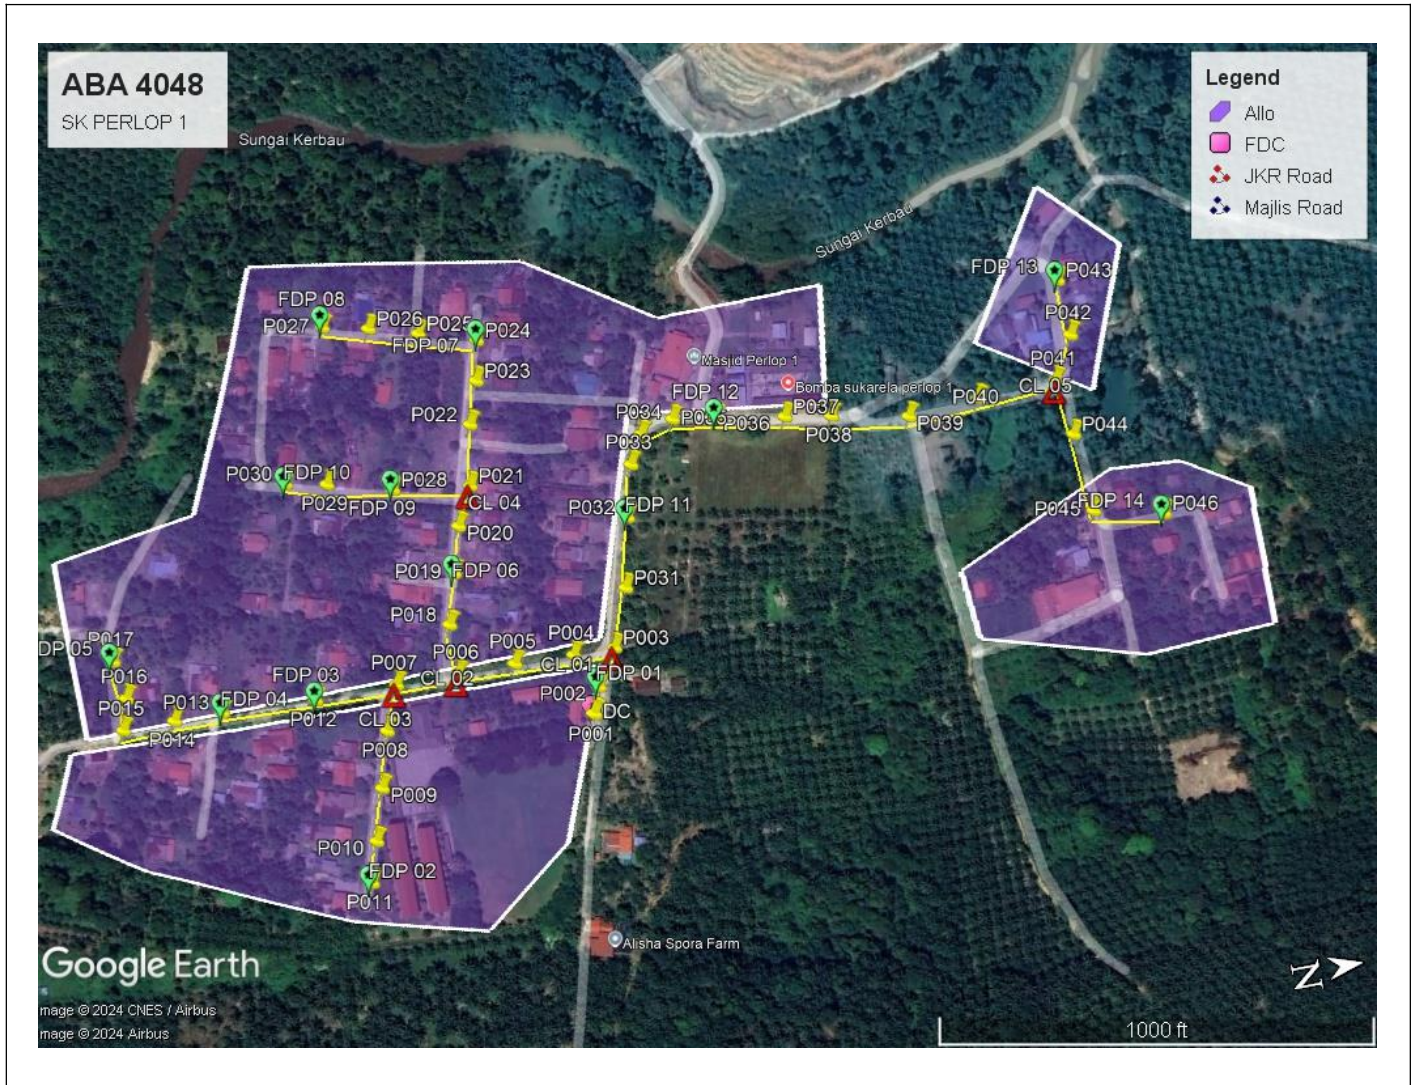 ABA 4048
SK PERLOP 1
Legend
Allo
FDC
JKR Road
Majlis Road
Sungai Kerbau
Sungai Kerbau
FDP 13
P043
P042
P041
CL 05
P040
P044
P039
P045
FDP 14
P046
FDP 08
P027
P026
P025
P024
FDP 07
P023
P022
Masjid Perlop 1
Bomba sukarela perlop 1
FDP 12
P034
P035
P036
P037
P038
P033
P030
FDP 10
P028
P021
P029
FDP 09
CL 04
P020
P032
FDP 11
P019
FDP 06
P031
P018
DP 05
P017
P016
P015
P013
FDP 04
P014
FDP 03
P012
P007
P006
P005
P004
P003
CL 01
CL 02
FDP 01
P002
DC
P001
CL 03
P008
P009
P010
FDP 02
P011
Alisha Spora Farm
Google Earth
mage © 2024 CNES / Airbus
mage © 2024 Airbus
N
1000 ft